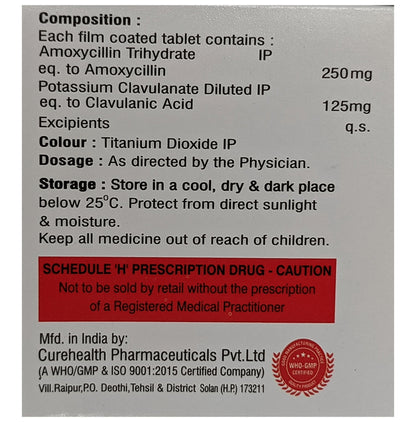 Composition :
Each film coated tablet contains :
Amoxycillin Trihydrate IP
eq. to Amoxycillin 250mg
Potassium Clavulanate Diluted IP
eq. to Clavulanic Acid 125mg
Excipients q.s.
Colour : Titanium Dioxide IP
Dosage : As directed by the Physician.
Storage : Store in a cool, dry & dark place
below 25°C. Protect from direct sunlight
& moisture.
Keep all medicine out of reach of children.
SCHEDULE 'H' PRESCRIPTION DRUG - CAUTION
Not to be sold by retail without the prescription
of a Registered Medical Practitioner
Mfd. in India by:
Curehealth Pharmaceuticals Pvt.Ltd
(A WHO/GMP & ISO 9001:2015 Certified Company)
Vill.Raipur,P.O. Deothi,Tehsil & District Solan (H.P.) 173211
GOOD MANUFACTURING PRACTICE
WHO-GMP
CERTIFIED
QUALITY PRODUCT